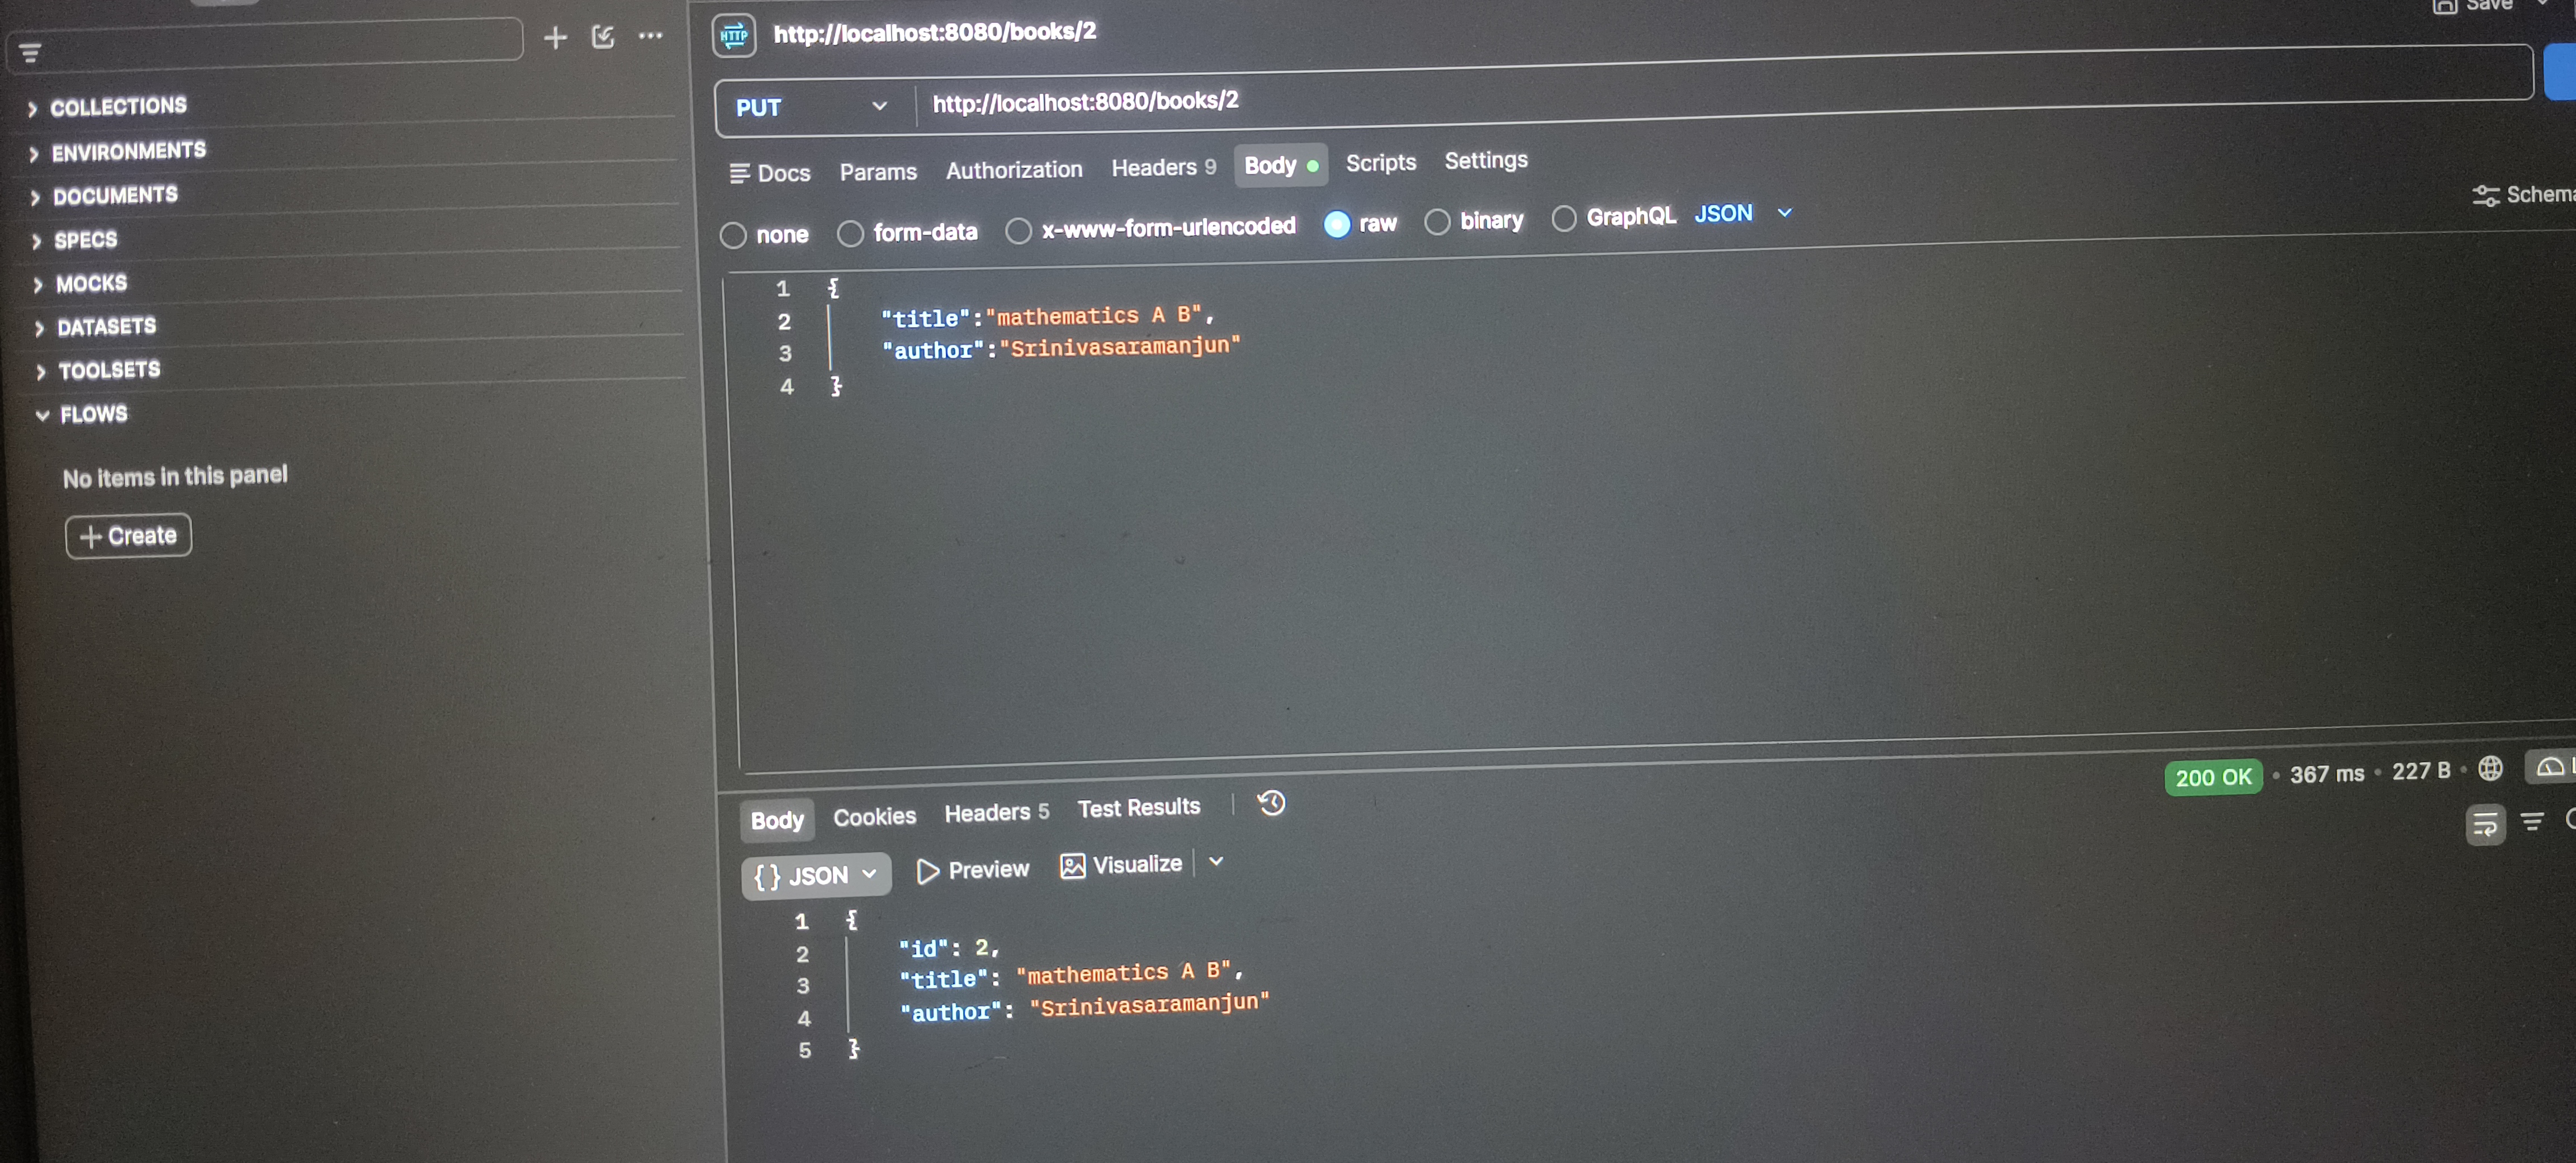 http://localhost:8080/books/2
Save
PUT
http://localhost:8080/books/2
Docs Params Authorization Headers 9 Body Scripts Settings
none form-data x-www-form-urlencoded raw binary GraphQL JSON
1 {
2 "title":"mathematics A B",
3 "author":"Srinivasaramanjun"
4 }
COLLECTIONS
ENVIRONMENTS
DOCUMENTS
SPECS
MOCKS
DATASETS
TOOLSETS
FLOWS
No items in this panel
+ Create
Body Cookies Headers 5 Test Results
200 OK • 367 ms • 227 B •
{} JSON Preview Visualize
1 {
2 "id": 2,
3 "title": "mathematics A B",
4 "author": "Srinivasaramanjun"
5 }